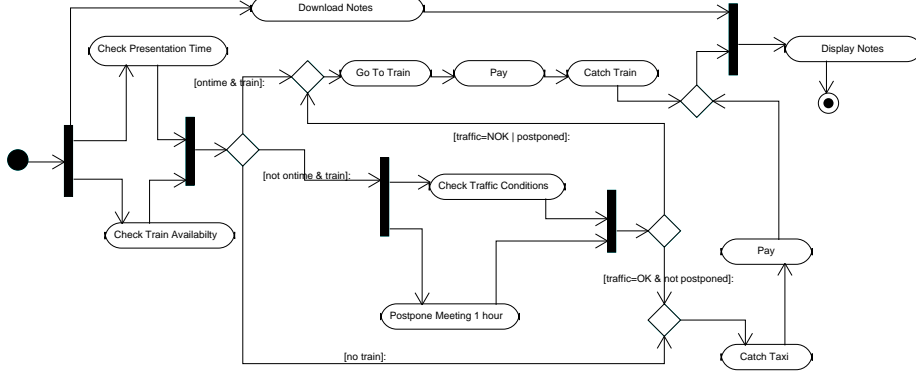 Download Notes
Check Presentation Time
Display Notes
Go To Train
Pay
Catch Train
[ontime & train]:
[traffic=NOK | postponed]:
[not ontime & train]:
Check Traffic Conditions
Check Train Availabilty
Pay
[traffic=OK & not postponed]:
Postpone Meeting 1 hour
[no train]:
Catch Taxi